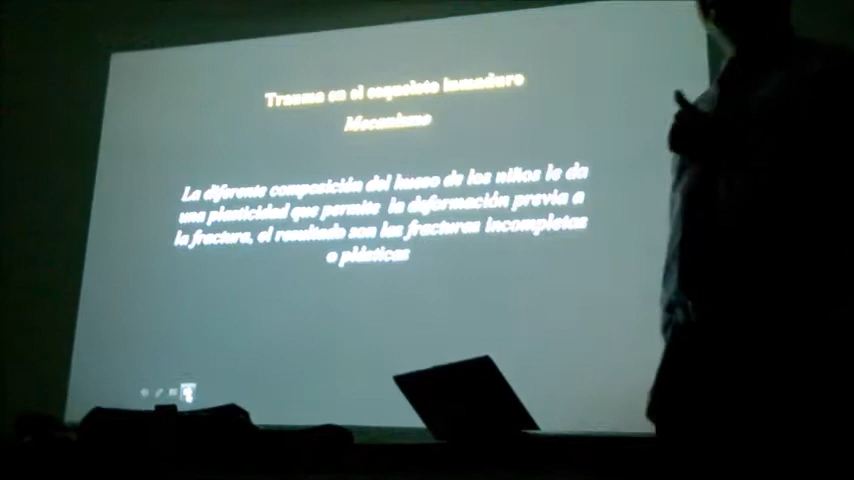 Trauma en el esqueleto inmaduro
Mecanismo
La diferente composición del hueso de los niños le da
una plasticidad que permite la deformación previa a
la fractura, el resultado son las fracturas incompletas
o plásticas